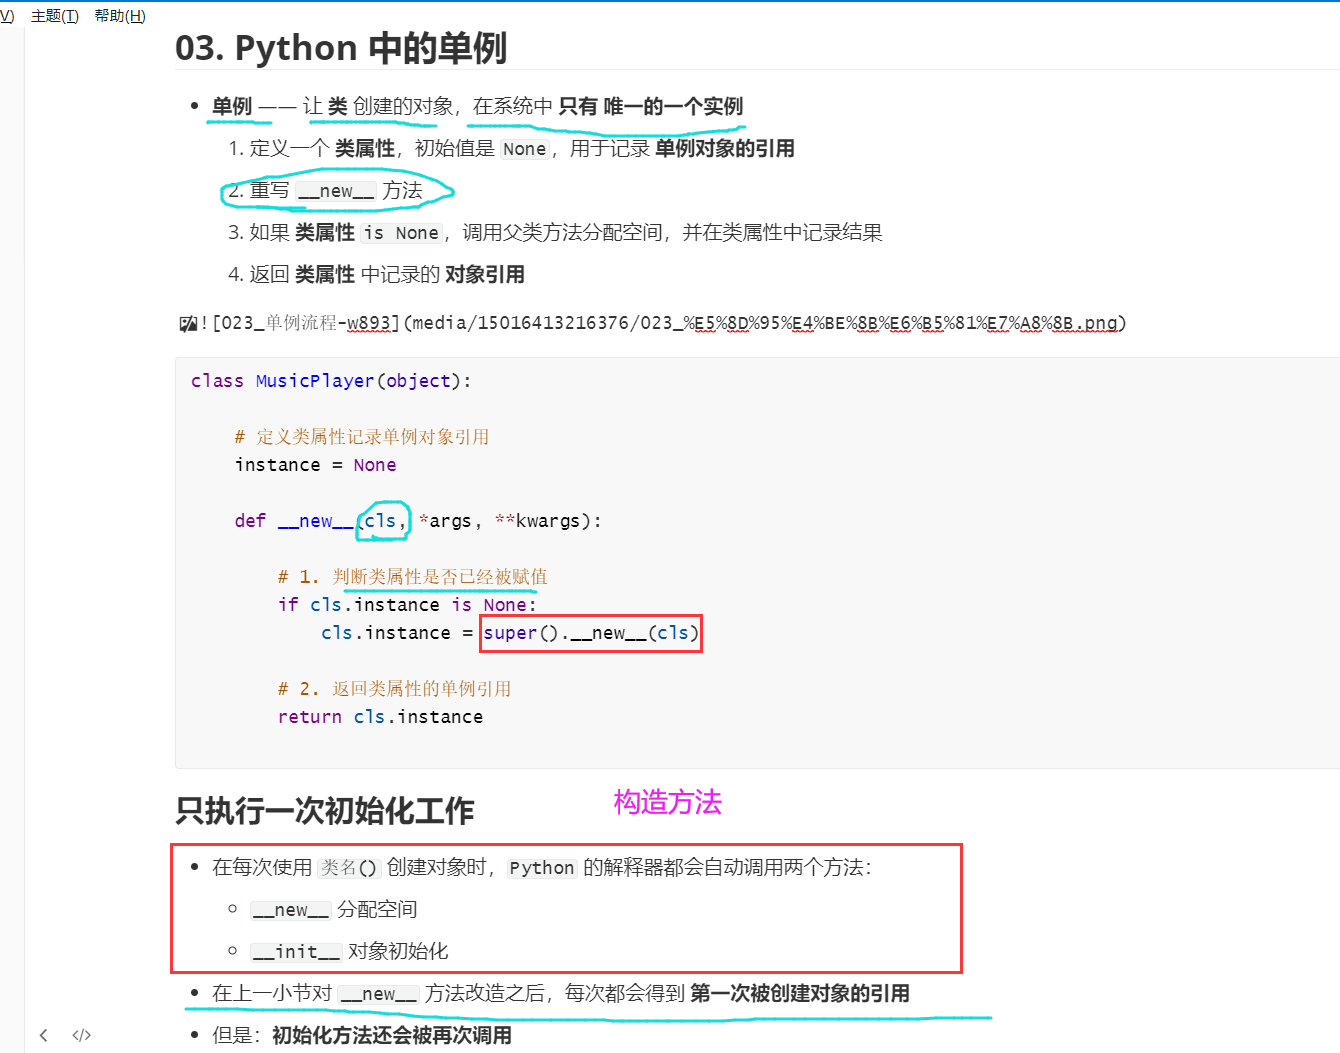 V) 主题(T) 帮助(H)
03. Python 中的单例
• 单例 —— 让 类 创建的对象，在系统中 只有 唯一的一个实例
1. 定义一个 类属性，初始值是 None，用于记录 单例对象的引用
2. 重写 __new__ 方法
3. 如果 类属性 is None，调用父类方法分配空间，并在类属性中记录结果
4. 返回 类属性 中记录的 对象引用
![023_单例流程-w893](media/15016413216376/023_%E5%8D%95%E4%BE%8B%E6%B5%81%E7%A8%8B.png)
class MusicPlayer(object):
# 定义类属性记录单例对象引用
instance = None
def __new__(cls, *args, **kwargs):
# 1. 判断类属性是否已经被赋值
if cls.instance is None:
cls.instance = super().__new__(cls)
# 2. 返回类属性的单例引用
return cls.instance
只执行一次初始化工作
构造方法
• 在每次使用 类名() 创建对象时，Python 的解释器都会自动调用两个方法：
◦ __new__ 分配空间
◦ __init__ 对象初始化
• 在上一小节对 __new__ 方法改造之后，每次都会得到 第一次被创建对象的引用
• 但是：初始化方法还会被再次调用
< </>